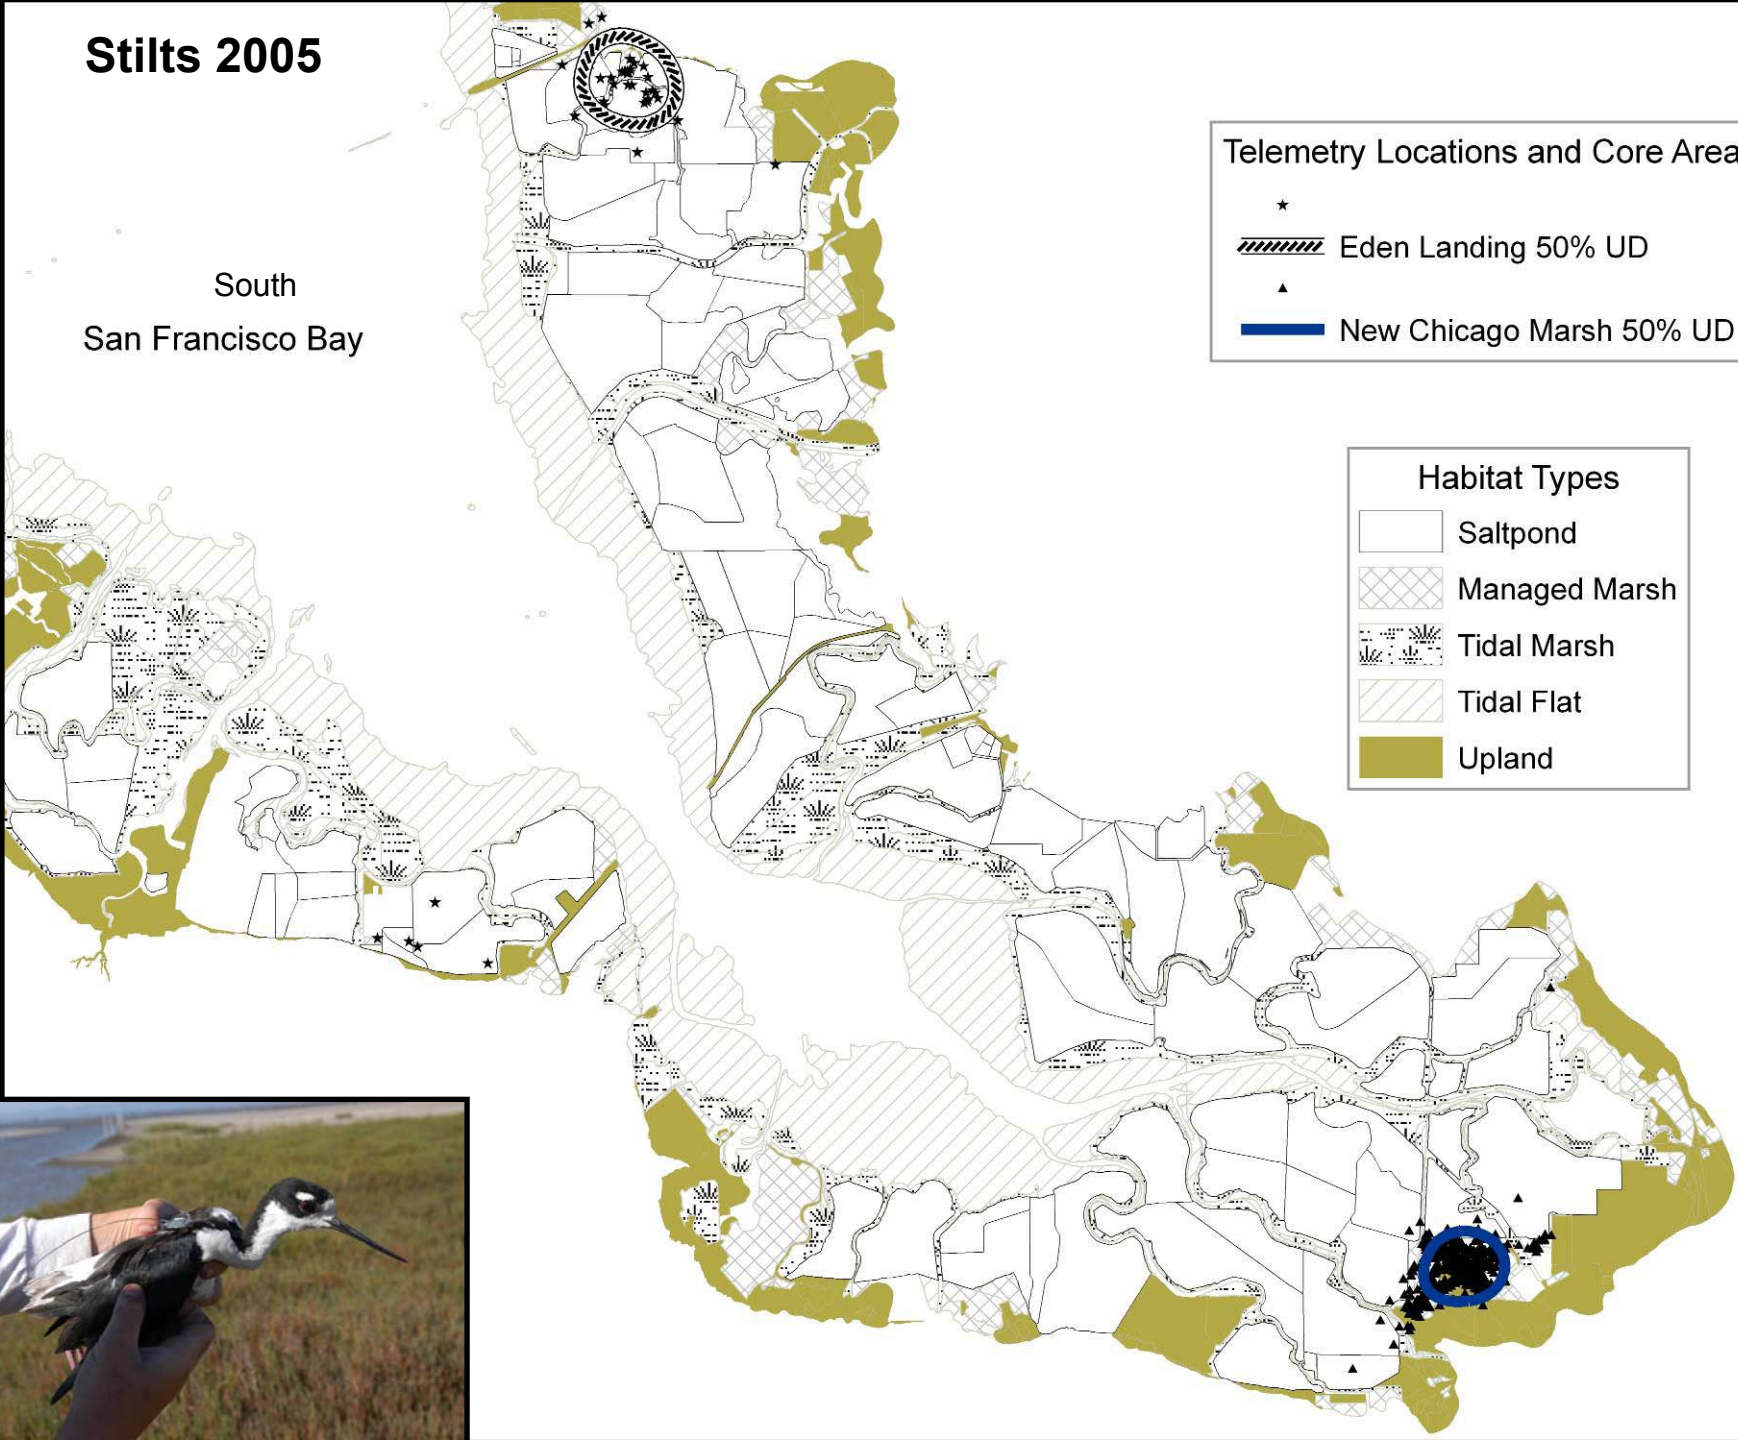 Stilts 2005
South
San Francisco Bay
Telemetry Locations and Core Area
Eden Landing 50% UD
New Chicago Marsh 50% UD
Habitat Types
Saltpond
Managed Marsh
Tidal Marsh
Tidal Flat
Upland